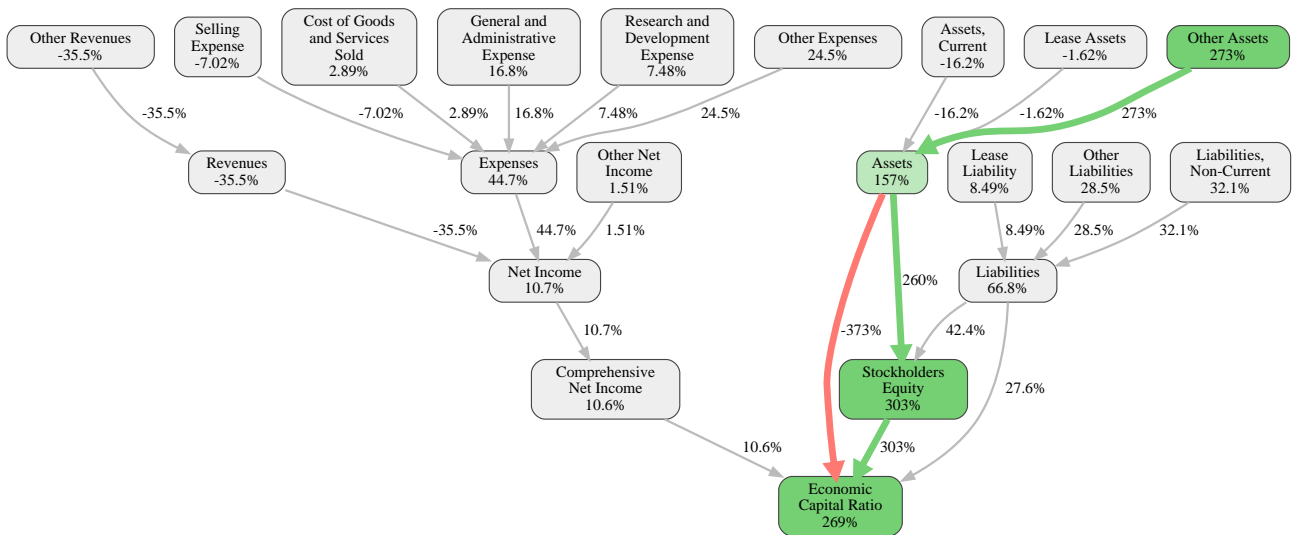 Other Revenues
-35.5%
Selling
Expense
-7.02%
Cost of Goods
and Services
Sold
2.89%
General and
Administrative
Expense
16.8%
Research and
Development
Expense
7.48%
Other Expenses
24.5%
Assets,
Current
-16.2%
Lease Assets
-1.62%
Other Assets
273%
-35.5%
-7.02%
2.89%
16.8%
7.48%
24.5%
-16.2%
-1.62%
273%
Revenues
-35.5%
Expenses
44.7%
Other Net
Income
1.51%
Assets
157%
Lease
Liability
8.49%
Other
Liabilities
28.5%
Liabilities,
Non-Current
32.1%
-35.5%
44.7%
1.51%
8.49%
28.5%
32.1%
Net Income
10.7%
260%
Liabilities
66.8%
10.7%
-373%
42.4%
Comprehensive
Net Income
10.6%
Stockholders
Equity
303%
27.6%
10.6%
303%
Economic
Capital Ratio
269%